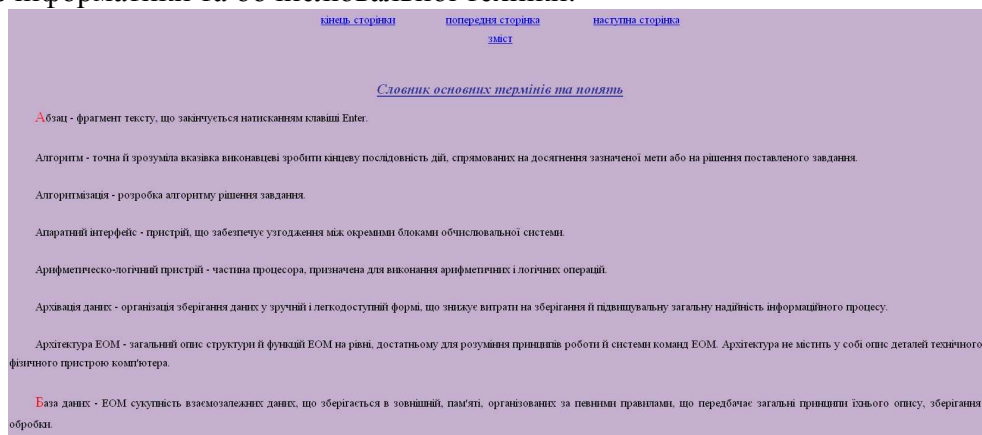 інформатики та обчислювальної техніки.
кінець сторінки попередня сторінка наступна сторінка
зміст
Словник основних термінів та понять
Абзац - фрагмент тексту, що закінчується натисканням клавіші Enter.
Алгоритм - точна й зрозуміла вказівка виконавцеві зробити кінцеву послідовність дій, спрямованих на досягнення зазначеної мети або на рішення поставленого завдання.
Алгоритмізація - розробка алгоритму рішення завдання.
Апаратний інтерфейс - пристрій, що забезпечує узгодження між окремими блоками обчислювальної системи.
Арифметическо-логічний пристрій - частина процесора, призначена для виконання арифметичних і логічних операцій.
Архівація даних - організація зберігання даних у зручній і легкодоступній формі, що знижує витрати на зберігання й підвищувальну загальну надійність інформаційного процесу.
Архітектура ЕОМ - загальний опис структури й функцій ЕОМ на рівні, достатньому для розуміння принципів роботи й системи команд ЕОМ. Архітектура не містить у собі опис деталей технічного
фізичного пристрою комп'ютера.
База даних - ЕОМ сукупність взаємозалежних даних, що зберігається в зовнішній, пам'яті, організованих за певними правилами, що передбачає загальні принципи їхнього опису, зберігання
обробки.